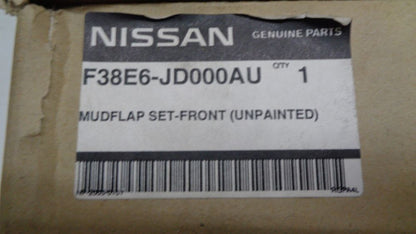 NISSAN GENUINE PARTS
F38E6-JD000AU QTY 1
MUDFLAP SET-FRONT (UNPAINTED)